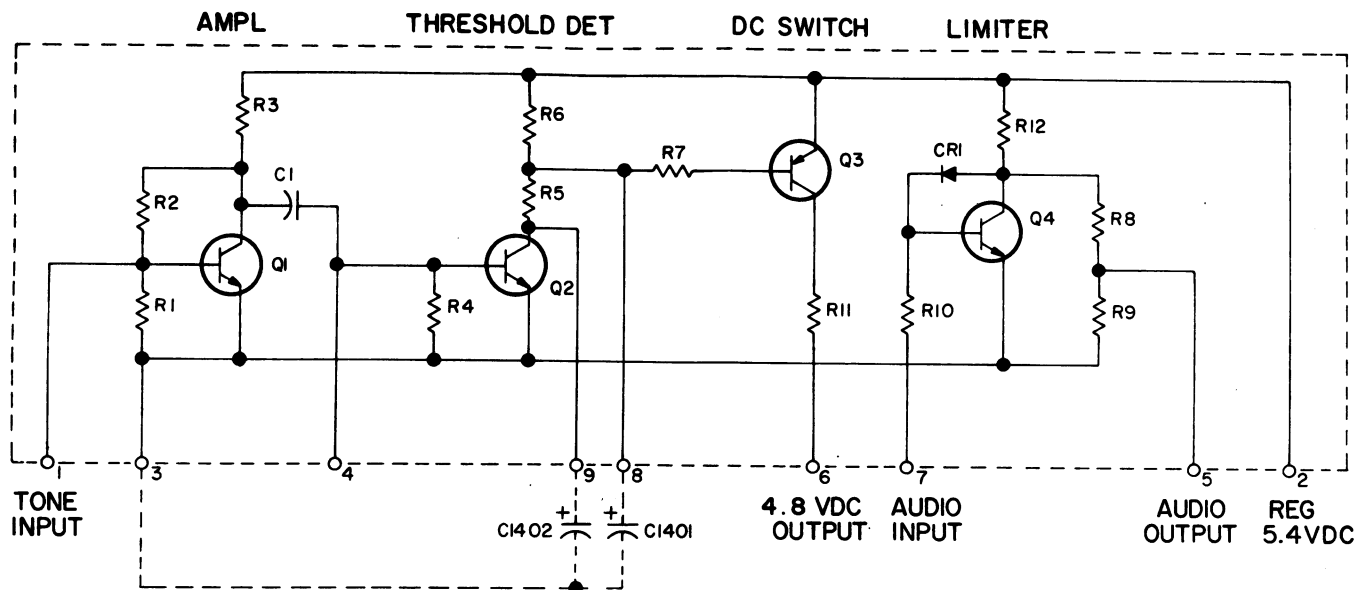 AMPL
THRESHOLD DET
DC SWITCH
LIMITER
R3
R6
R12
R7
Q3
CR1
C1
R2
R5
Q4
R8
Q1
Q2
R1
R4
R11
R10
R9
1
3
4
9
8
6
7
5
2
TONE
INPUT
+
C1402
+
C1401
4.8 VDC
OUTPUT
AUDIO
INPUT
AUDIO
OUTPUT
REG
5.4VDC